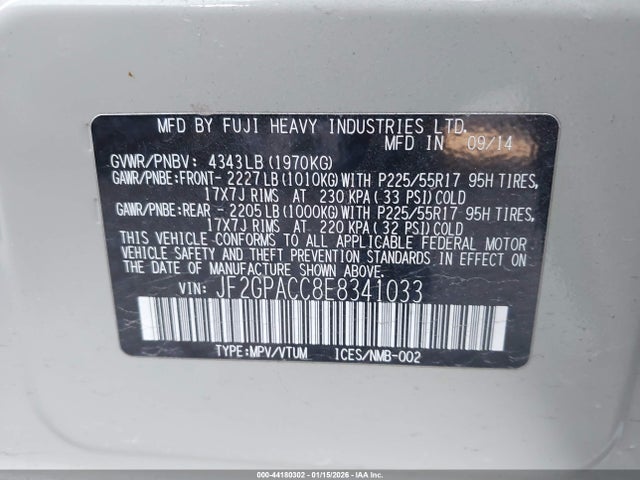 MFD BY FUJI HEAVY INDUSTRIES LTD.
MFD IN 09/14
GVWR/PNBV: 4343LB(1970KG)
GAWR/PNBE:FRONT- 2227LB(1010KG)WITH P225/55R17 95H TIRES,
17X7J RIMS AT 230 KPA( 33 PSI)COLD
GAWR/PNBE:REAR - 2205LB(1000KG)WITH P225/55R17 95H TIRES,
17X7J RIMS AT 220 KPA( 32 PSI)COLD
THIS VEHICLE CONFORMS TO ALL APPLICABLE FEDERAL MOTOR
VEHICLE SAFETY AND THEFT PREVENTION STANDARDS IN EFFECT
ON THE DATE OF MANUFACTURE SHOWN ABOVE.
VIN: JF2GPACC8E8341033
TYPE:MPV/VTUM ICES/NMB-002
000-44180302 - 01/15/2026 - IAA Inc.